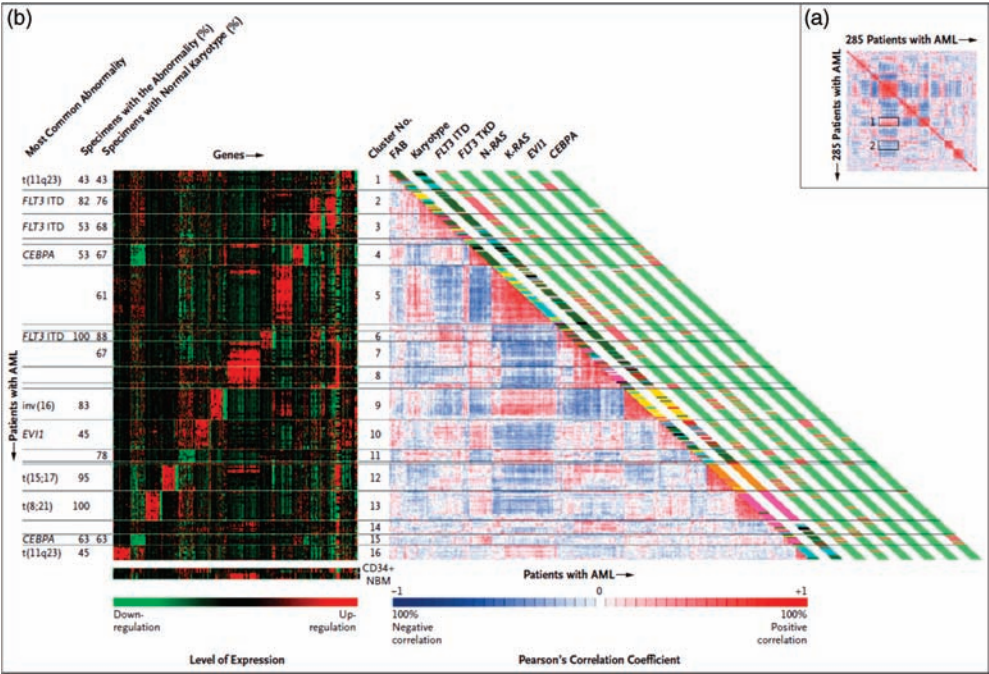 (b)
(a)
285 Patients with AML
285 Patients with AML
1
2
Most Common Abnormality
Specimens with the Abnormality (%)
Specimens with Normal Karyotype (%)
Genes
Cluster No.
FAB
Karyotype
FLT3 ITD
FLT3 TKD
N-RAS
K-RAS
EVI1
CEBPA
Patients with AML
t(11q23) 43 43 1
FLT3 ITD 82 76 2
FLT3 ITD 53 68 3
CEBPA 53 67 4
61 5
FLT3 ITD 100 88 6
67 7
8
inv(16) 83 9
EVI1 45 10
78 11
t(15;17) 95 12
t(8;21) 100 13
14
CEBPA 63 63 15
t(11q23) 45 16
CD34+
NBM
Patients with AML
−1 0 +1
Down-
regulation
Up-
regulation
100%
Negative
correlation
100%
Positive
correlation
Level of Expression
Pearson's Correlation Coefficient